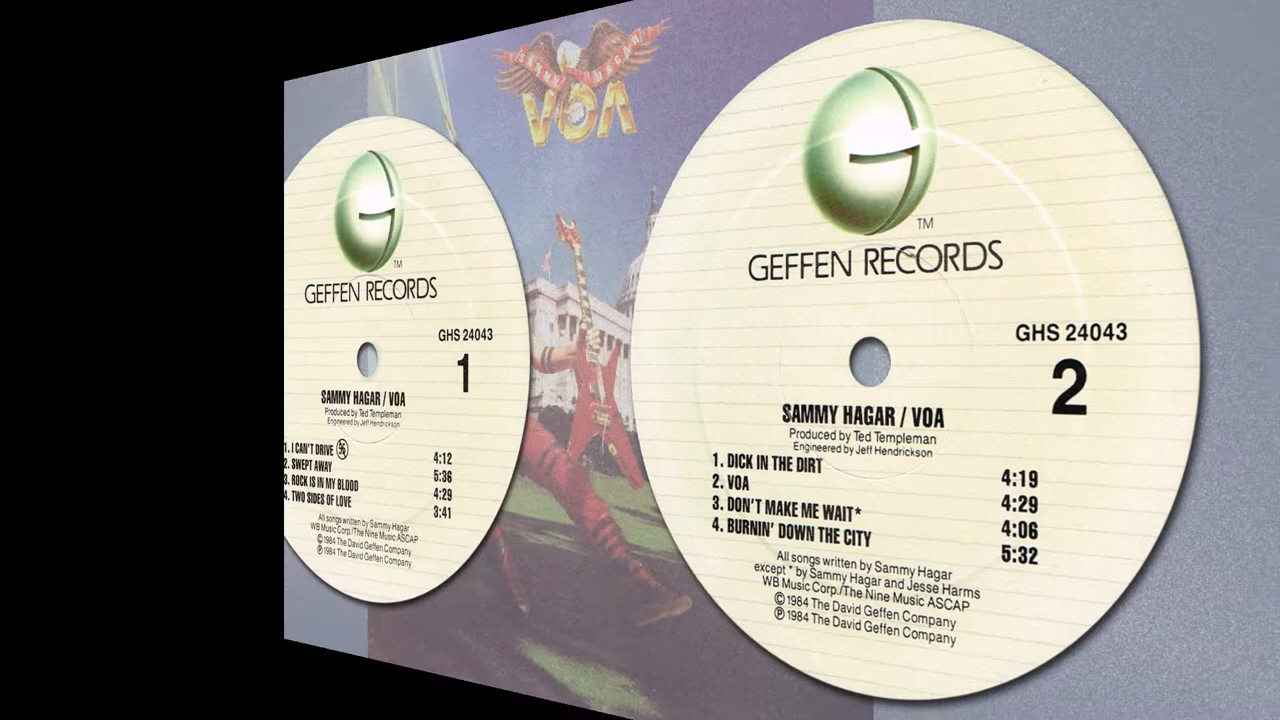 SAMMY HAGAR
VOA
TM
GEFFEN RECORDS
GHS 24043
1
SAMMY HAGAR / VOA
Produced by Ted Templeman
Engineered by Jeff Hendrickson
1. I CAN'T DRIVE 55
4:12
2. SWEPT AWAY
5:36
3. ROCK IS IN MY BLOOD
4:29
4. TWO SIDES OF LOVE
3:41
All songs written by Sammy Hagar
WB Music Corp./The Nine Music ASCAP
© 1984 The David Geffen Company
℗ 1984 The David Geffen Company
TM
GEFFEN RECORDS
GHS 24043
2
SAMMY HAGAR / VOA
Produced by Ted Templeman
Engineered by Jeff Hendrickson
1. DICK IN THE DIRT
4:19
2. VOA
4:29
3. DON'T MAKE ME WAIT*
4:06
4. BURNIN' DOWN THE CITY
5:32
All songs written by Sammy Hagar
except * by Sammy Hagar and Jesse Harms
WB Music Corp./The Nine Music ASCAP
© 1984 The David Geffen Company
℗ 1984 The David Geffen Company